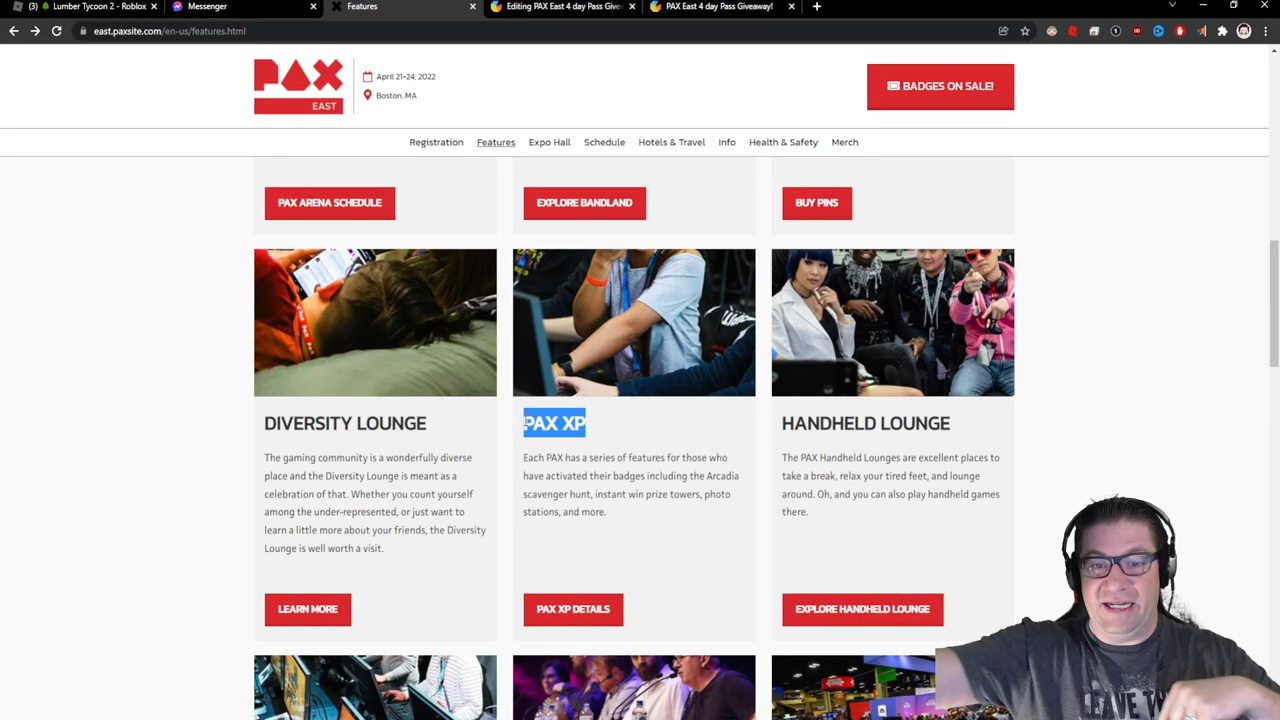 (3) Lumber Tycoon 2 - Roblox
Messenger
Features
Editing PAX East 4 day Pass Givea
PAX East 4 day Pass Giveaway!
east.paxsite.com/en-us/features.html
PAX
EAST
April 21-24, 2022
Boston, MA
BADGES ON SALE!
Registration Features Expo Hall Schedule Hotels & Travel Info Health & Safety Merch
PAX ARENA SCHEDULE
EXPLORE BANDLAND
BUY PINS
DIVERSITY LOUNGE
The gaming community is a wonderfully diverse
place and the Diversity Lounge is meant as a
celebration of that. Whether you count yourself
among the under-represented, or just want to
learn a little more about your friends, the Diversity
Lounge is well worth a visit.
LEARN MORE
PAX XP
Each PAX has a series of features for those who
have activated their badges including the Arcadia
scavenger hunt, instant win prize towers, photo
stations, and more.
PAX XP DETAILS
HANDHELD LOUNGE
The PAX Handheld Lounges are excellent places to
take a break, relax your tired feet, and lounge
around. Oh, and you can also play handheld games
there.
EXPLORE HANDHELD LOUNGE
LEAVE